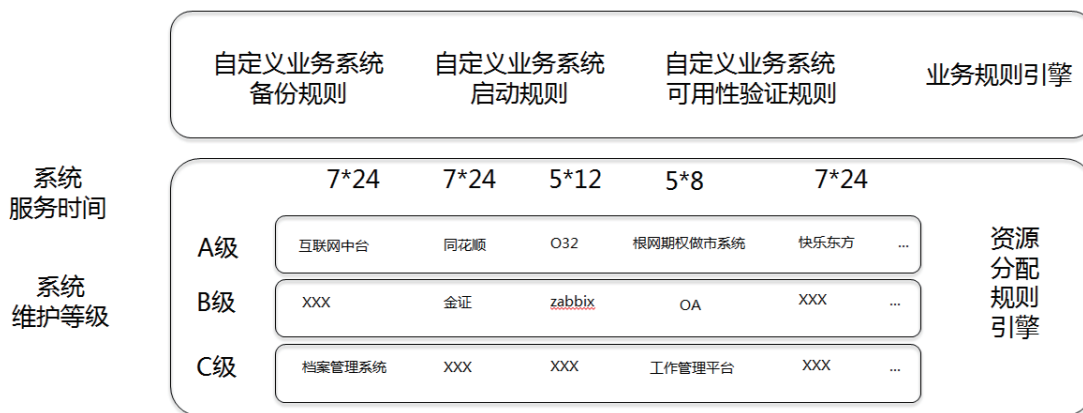 自定义业务系统
备份规则
自定义业务系统
启动规则
自定义业务系统
可用性验证规则
业务规则引擎
系统
服务时间
7*24 7*24 5*12 5*8 7*24
系统
维护等级
A级 互联网中台 同花顺 O32 根网期权做市系统 快乐东方 ...
B级 XXX 金证 zabbix OA XXX ...
C级 档案管理系统 XXX XXX 工作管理平台 XXX ...
资源
分配
规则
引擎